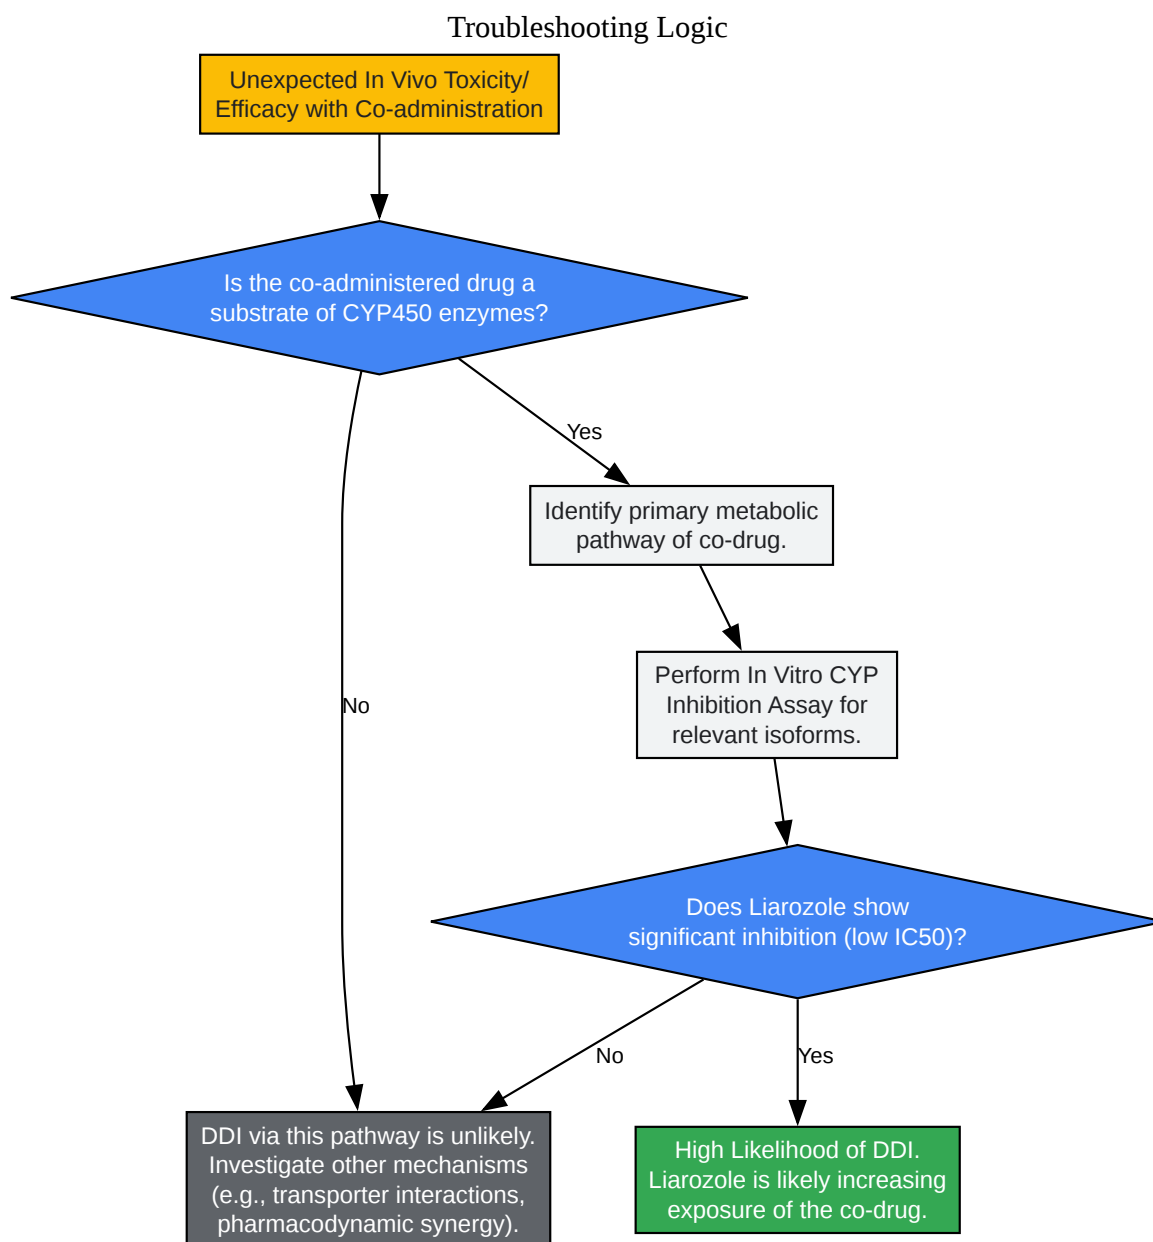 Troubleshooting Logic
Unexpected In Vivo Toxicity/
Efficacy with Co-administration
Is the co-administered drug a
substrate of CYP450 enzymes?
Yes
Identify primary metabolic
pathway of co-drug.
No
Perform In Vitro CYP
Inhibition Assay for
relevant isoforms.
Does Liarozole show
significant inhibition (low IC50)?
No
Yes
DDI via this pathway is unlikely.
Investigate other mechanisms
(e.g., transporter interactions,
pharmacodynamic synergy).
High Likelihood of DDI.
Liarozole is likely increasing
exposure of the co-drug.